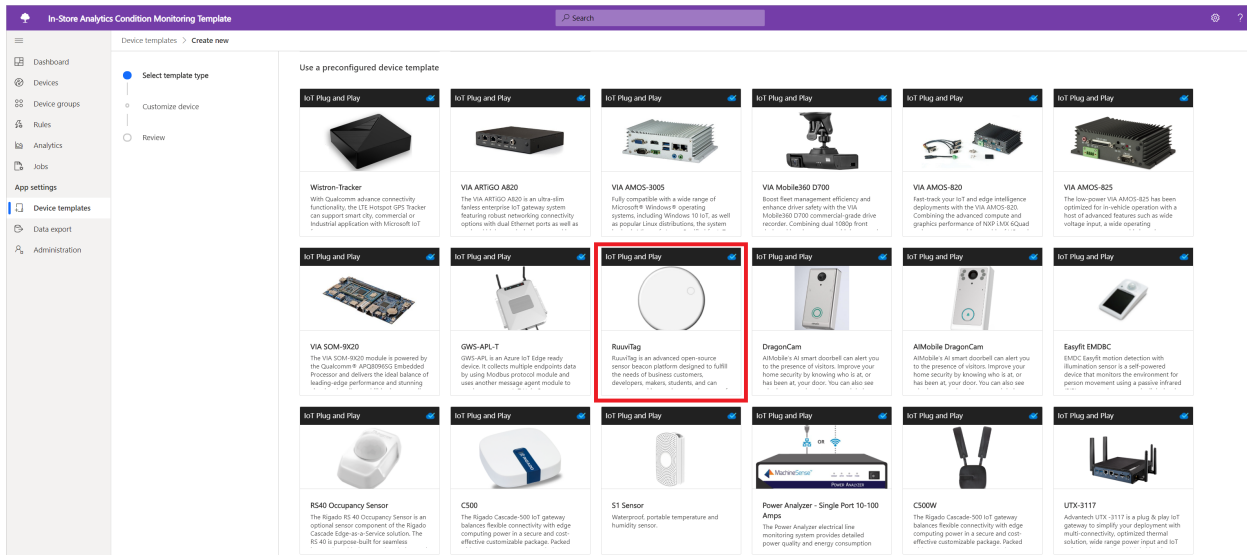 In-Store Analytics Condition Monitoring Template
Search
?
Device templates > Create new
Dashboard
Devices
Device groups
Rules
Analytics
Jobs
App settings
Device templates
Data export
Administration
Select template type
Customize device
Review
Use a preconfigured device template
IoT Plug and Play
Wistron-Tracker
With Qualcomm advance connectivity
functionality, the LTE Hotspot GPS Tracker
can support smart city, commercial or
industrial application with Microsoft IoT
IoT Plug and Play
VIA ARTiGO A820
The VIA ARTiGO A820 is an ultra-slim
fanless enterprise IoT gateway system
featuring robust networking connectivity
options with dual Ethernet ports as well as
IoT Plug and Play
VIA AMOS-3005
Fully compatible with a wide range of
Microsoft® Windows® operating
systems, including Windows 10 IoT, as well
as popular Linux distributions, the system
IoT Plug and Play
VIA Mobile360 D700
Boost fleet management efficiency and
enhance driver safety with the VIA
Mobile360 D700 commercial-grade drive
recorder. Combining dual 1080p front
IoT Plug and Play
VIA AMOS-820
Fast-track your IoT and edge intelligence
deployments with the VIA AMOS-820.
Combining the advanced compute and
graphics performance of NXP i.MX 6Quad
IoT Plug and Play
VIA AMOS-825
The low-power VIA AMOS-825 has been
optimized for in-vehicle operation with a
host of advanced features such as wide
voltage input, a wide operating
IoT Plug and Play
VIA SOM-9X20
The VIA SOM-9X20 module is powered by
the Qualcomm® APQ8096SG Embedded
Processor and delivers the ideal balance of
leading-edge performance and stunning
IoT Plug and Play
GWS-APL-T
GWS-APL is an Azure IoT Edge ready
device. It collects multiple endpoints data
by using Modbus protocol module and
uses another message agent module to
IoT Plug and Play
RuuviTag
RuuviTag is an advanced open-source
sensor beacon platform designed to fulfill
the needs of business customers,
developers, makers, students, and can
IoT Plug and Play
DragonCam
AIMobile's AI smart doorbell can alert you
to the presence of visitors. Improve your
home security by knowing who is at, or
has been at, your door. You can also see
IoT Plug and Play
AIMobile DragonCam
AIMobile's AI smart doorbell can alert you
to the presence of visitors. Improve your
home security by knowing who is at, or
has been at, your door. You can also see
IoT Plug and Play
Easyfit EMDBC
EMDC Easyfit motion detection with
illumination sensor is a self-powered
device that monitors the environment for
person movement using a passive infrared
IoT Plug and Play
RS40 Occupancy Sensor
The Rigado RS 40 Occupancy Sensor is an
optional sensor component of the Rigado
Cascade Edge-as-a-Service solution. The
RS 40 is purpose-built for seamless
IoT Plug and Play
RIGADO
C500
The Rigado Cascade-500 IoT gateway
balances flexible connectivity with edge
computing power in a secure and cost-
effective customizable package. Packed
IoT Plug and Play
S1 Sensor
Waterproof, portable temperature and
humidity sensor.
IoT Plug and Play
OR
MachineSense
POWER ANALYZER
Power Analyzer - Single Port 10-100
Amps
The Power Analyzer electrical line
monitoring system provides detailed
power quality and energy consumption
IoT Plug and Play
C500W
The Rigado Cascade-500 IoT gateway
balances flexible connectivity with edge
computing power in a secure and cost-
effective customizable package. Packed
IoT Plug and Play
UTX-3117
Advantech UTX -3117 is a plug & play IoT
gateway to simplify your deployment with
multi-connectivity, optimized thermal
solution, wide range power input and IoT